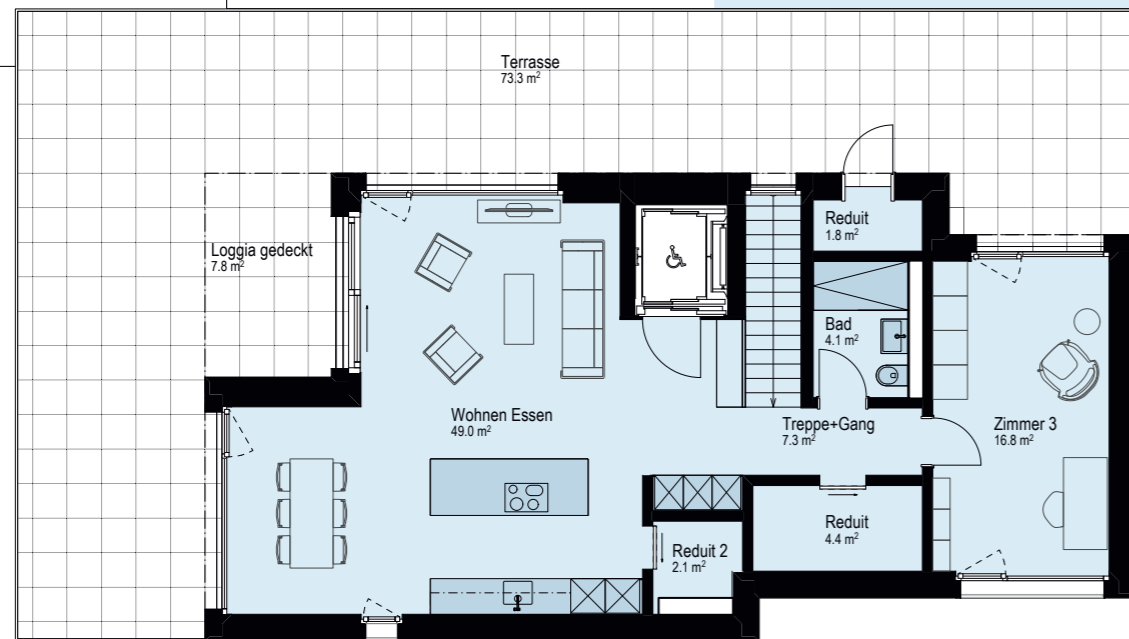 Terrasse
73.3 m²
Reduit
1.8 m²
Loggia gedeckt
7.8 m²
Bad
4.1 m²
Wohnen Essen
49.0 m²
Treppe+Gang
7.3 m²
Zimmer 3
16.8 m²
Reduit
4.4 m²
Reduit 2
2.1 m²